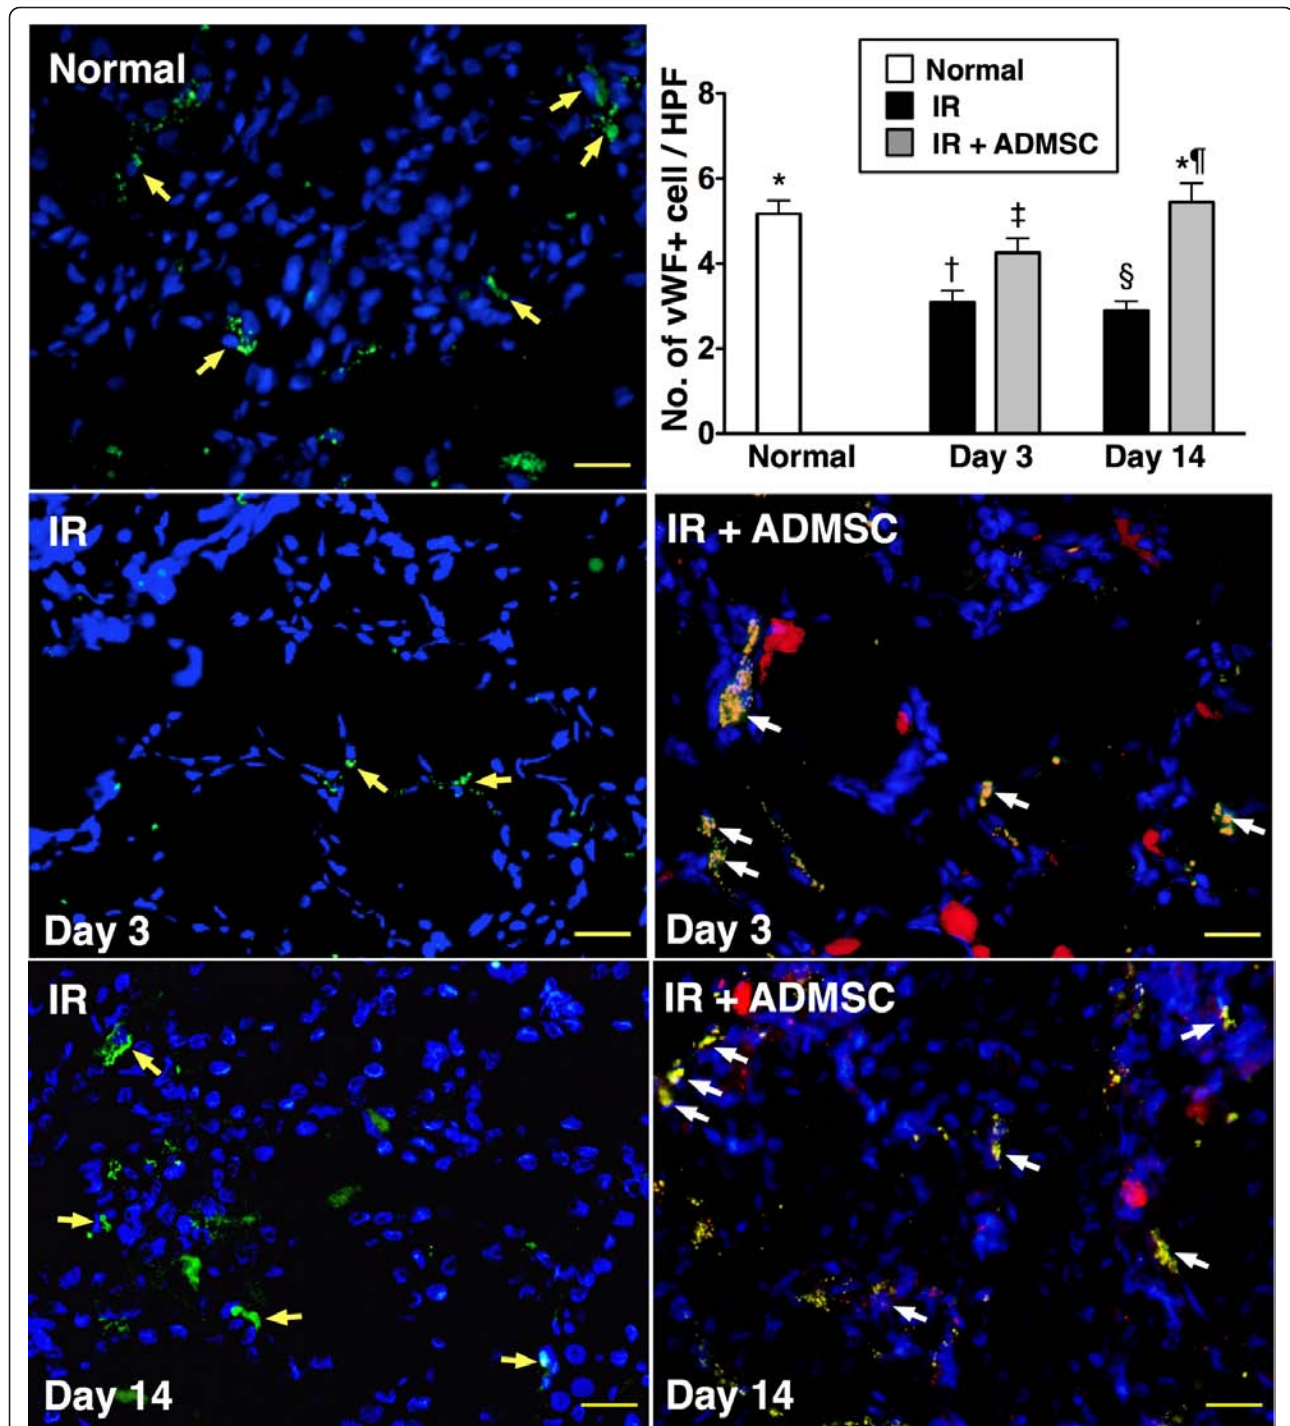 Normal
No. of vWF+ cell / HPF
8
6
4
2
0
Normal
IR
IR + ADMSC
*
†
‡
§
*¶
Normal
Day 3
Day 14
IR
Day 3
IR + ADMSC
Day 3
IR
Day 14
IR + ADMSC
Day 14